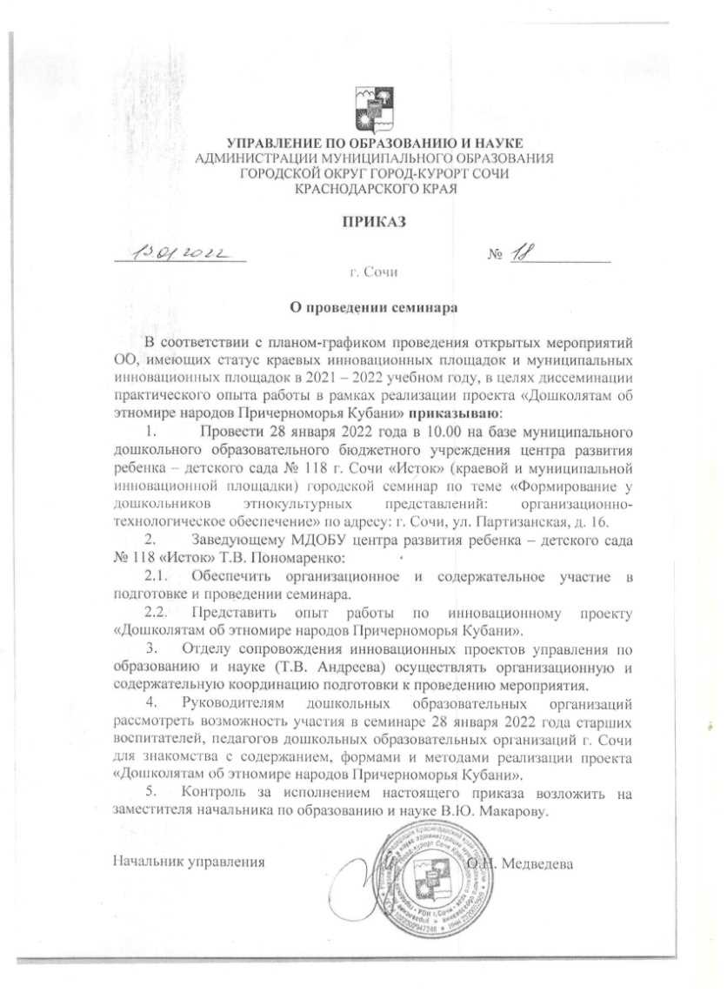 УПРАВЛЕНИЕ ПО ОБРАЗОВАНИЮ И НАУКЕ
АДМИНИСТРАЦИИ МУНИЦИПАЛЬНОГО ОБРАЗОВАНИЯ
ГОРОДСКОЙ ОКРУГ ГОРОД-КУРОРТ СОЧИ
КРАСНОДАРСКОГО КРАЯ
ПРИКАЗ
13.01.2022 № 18
г. Сочи
О проведении семинара
В соответствии с планом-графиком проведения открытых мероприятий
ОО, имеющих статус краевых инновационных площадок и муниципальных
инновационных площадок в 2021 – 2022 учебном году, в целях диссеминации
практического опыта работы в рамках реализации проекта «Дошколятам об
этномире народов Причерноморья Кубани» приказываю:
1. Провести 28 января 2022 года в 10.00 на базе муниципального
дошкольного образовательного бюджетного учреждения центра развития
ребенка – детского сада № 118 г. Сочи «Исток» (краевой и муниципальной
инновационной площадки) городской семинар по теме «Формирование у
дошкольников этнокультурных представлений: организационно-
технологическое обеспечение» по адресу: г. Сочи, ул. Партизанская, д. 16.
2. Заведующему МДОБУ центра развития ребенка – детского сада
№ 118 «Исток» Т.В. Пономаренко:
2.1. Обеспечить организационное и содержательное участие в
подготовке и проведении семинара.
2.2. Представить опыт работы по инновационному проекту
«Дошколятам об этномире народов Причерноморья Кубани».
3. Отделу сопровождения инновационных проектов управления по
образованию и науке (Т.В. Андреева) осуществлять организационную и
содержательную координацию подготовки к проведению мероприятия.
4. Руководителям дошкольных образовательных организаций
рассмотреть возможность участия в семинаре 28 января 2022 года старших
воспитателей, педагогов дошкольных образовательных организаций г. Сочи
для знакомства с содержанием, формами и методами реализации проекта
«Дошколятам об этномире народов Причерноморья Кубани».
5. Контроль за исполнением настоящего приказа возложить на
заместителя начальника по образованию и науке В.Ю. Макарову.
Начальник управления О.Н. Медведева